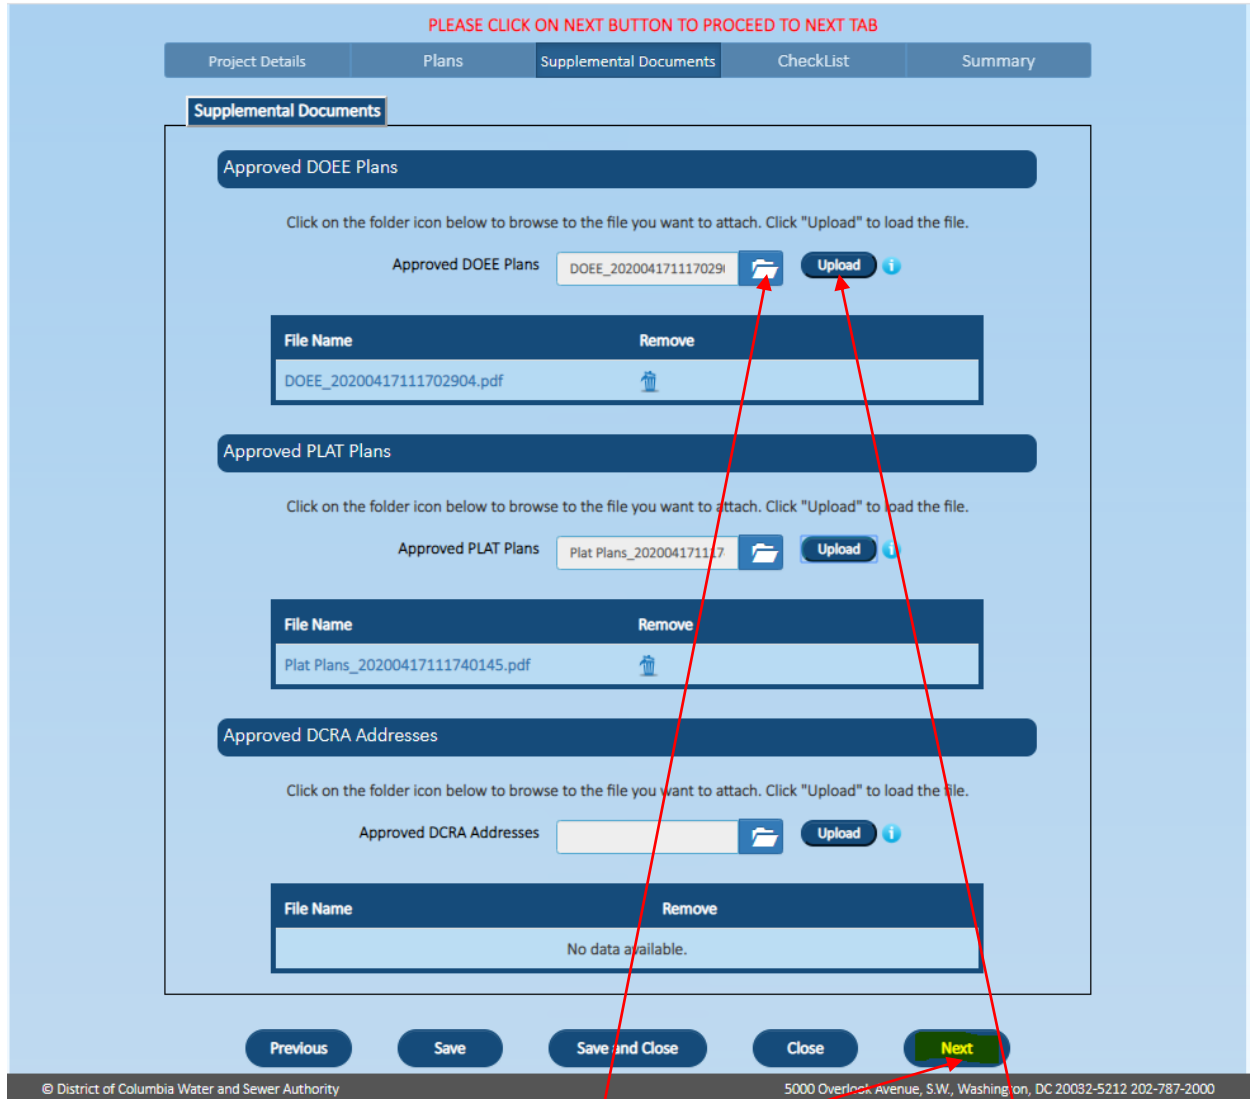 PLEASE CLICK ON NEXT BUTTON TO PROCEED TO NEXT TAB
Project Details Plans Supplemental Documents CheckList Summary
Supplemental Documents
Approved DOEE Plans
Click on the folder icon below to browse to the file you want to attach. Click "Upload" to load the file.
Approved DOEE Plans DOEE_2020041711170290 Upload i
File Name Remove
DOEE_20200417111702904.pdf
Approved PLAT Plans
Click on the folder icon below to browse to the file you want to attach. Click "Upload" to load the file.
Approved PLAT Plans Plat Plans_2020041711174 Upload i
File Name Remove
Plat Plans_20200417111740145.pdf
Approved DCRA Addresses
Click on the folder icon below to browse to the file you want to attach. Click "Upload" to load the file.
Approved DCRA Addresses Upload i
File Name Remove
No data available.
Previous Save Save and Close Close Next
© District of Columbia Water and Sewer Authority 5000 Overlook Avenue, S.W., Washington, DC 20032-5212 202-787-2000